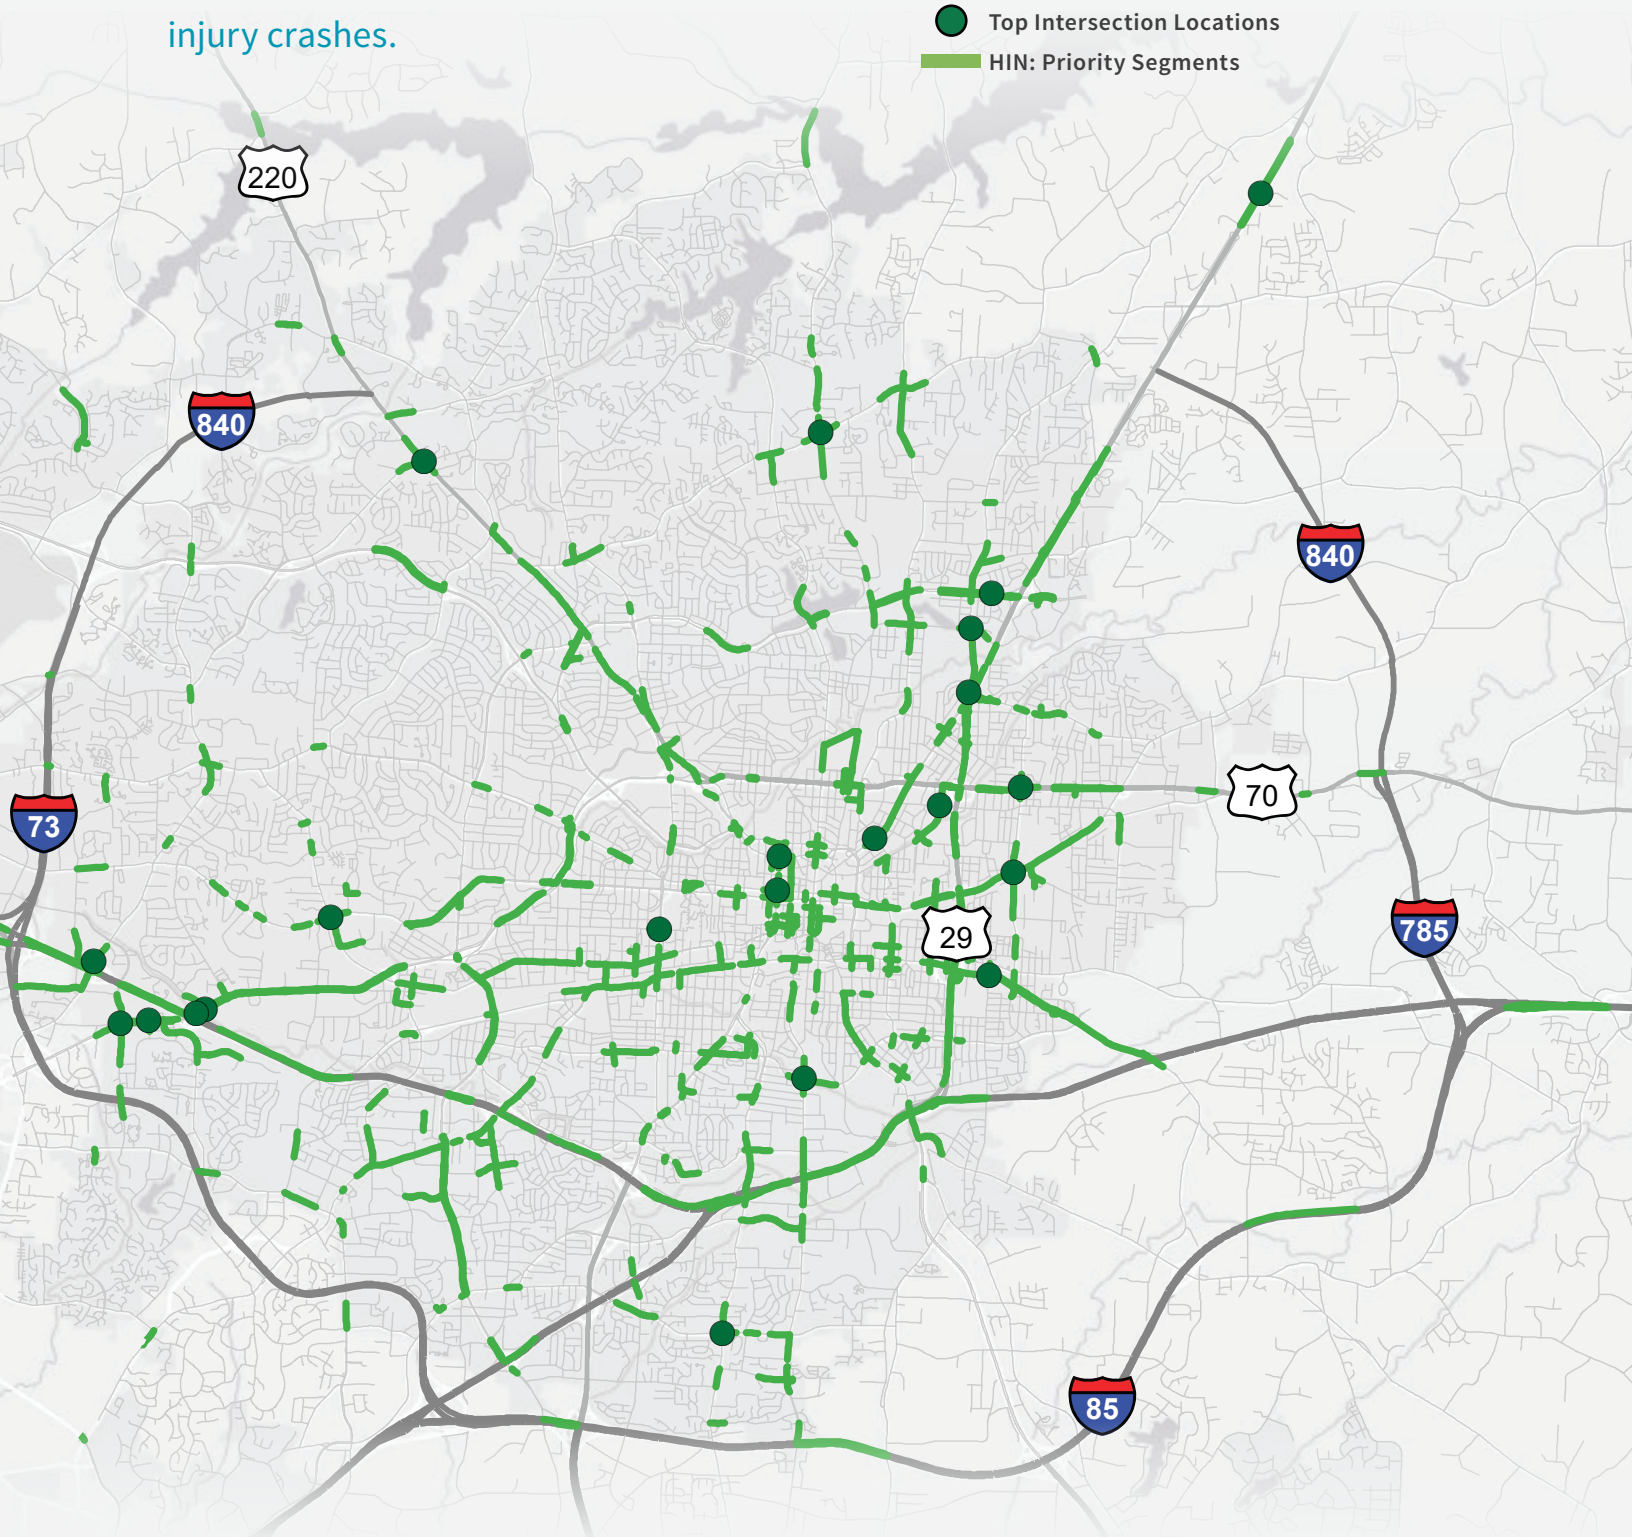 injury crashes.
Top Intersection Locations
HIN: Priority Segments
220
840
840
73
70
29
785
85